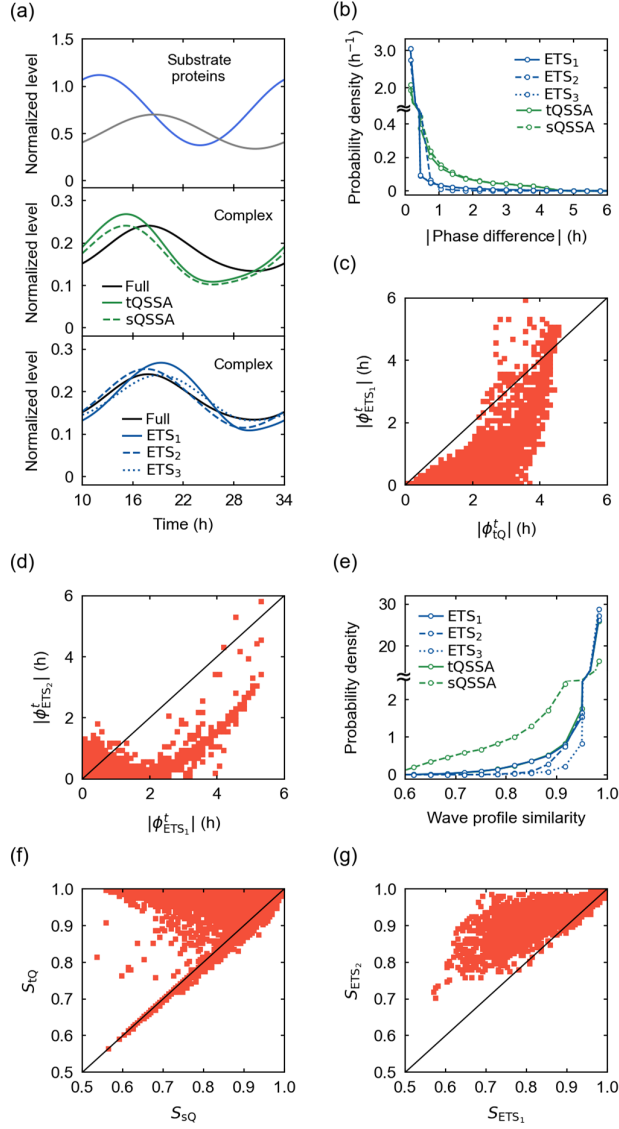 (a)
1.5
1.0
0.5
0
Normalized level
Substrate
proteins
0.3
0.2
0.1
0
Normalized level
Complex
Full
tQSSA
sQSSA
0.3
0.2
0.1
0
Normalized level
Complex
Full
ETS₁
ETS₂
ETS₃
10 16 22 28 34
Time (h)
(b)
3.0
2.0
0.4
0.2
0
Probability density (h⁻¹)
ETS₁
ETS₂
ETS₃
tQSSA
sQSSA
0 1 2 3 4 5 6
|Phase difference| (h)
(c)
6
4
2
0
|ϕᵗ_ETS₁| (h)
0 2 4 6
|ϕᵗ_tQ| (h)
(d)
6
4
2
0
|ϕᵗ_ETS₂| (h)
0 2 4 6
|ϕᵗ_ETS₁| (h)
(e)
30
20
2
1
0
Probability density
ETS₁
ETS₂
ETS₃
tQSSA
sQSSA
0.6 0.7 0.8 0.9 1.0
Wave profile similarity
(f)
1.0
0.9
0.8
0.7
0.6
0.5
S_tQ
0.5 0.6 0.7 0.8 0.9 1.0
S_sQ
(g)
1.0
0.9
0.8
0.7
0.6
0.5
S_ETS₂
0.5 0.6 0.7 0.8 0.9 1.0
S_ETS₁